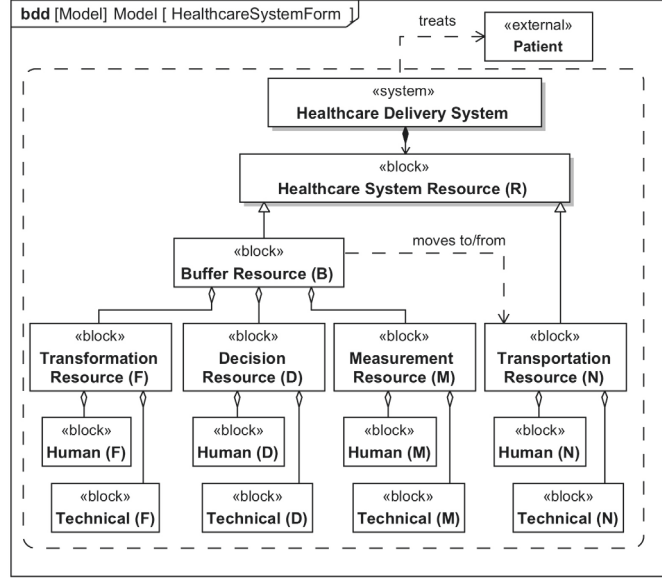 bdd [Model] Model [ HealthcareSystemForm ]
treats
«external»
Patient
«system»
Healthcare Delivery System
«block»
Healthcare System Resource (R)
«block»
Buffer Resource (B)
moves to/from
«block»
Transformation
Resource (F)
«block»
Decision
Resource (D)
«block»
Measurement
Resource (M)
«block»
Transportation
Resource (N)
«block»
Human (F)
«block»
Human (D)
«block»
Human (M)
«block»
Human (N)
«block»
Technical (F)
«block»
Technical (D)
«block»
Technical (M)
«block»
Technical (N)